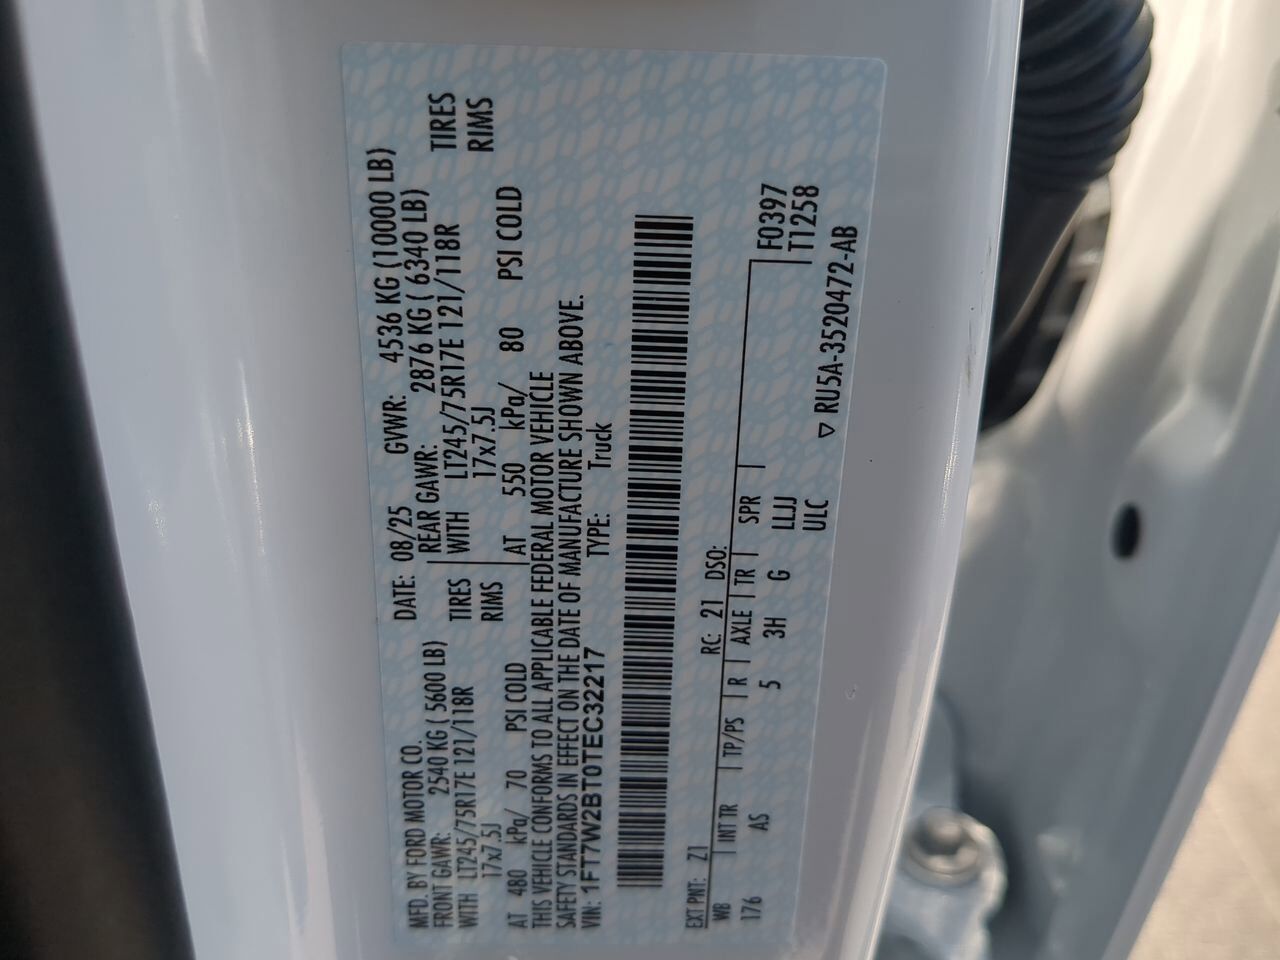 MFD. BY FORD MOTOR CO. DATE: 08/25 GVWR: 4536 KG (10000 LB)
FRONT GAWR: 2540 KG ( 5600 LB) REAR GAWR: 2876 KG ( 6340 LB)
WITH LT245/75R17E 121/118R TIRES WITH LT245/75R17E 121/118R TIRES
17x7.5J RIMS 17x7.5J RIMS
AT 480 kPa/ 70 PSI COLD AT 550 kPa/ 80 PSI COLD
THIS VEHICLE CONFORMS TO ALL APPLICABLE FEDERAL MOTOR VEHICLE
SAFETY STANDARDS IN EFFECT ON THE DATE OF MANUFACTURE SHOWN ABOVE.
VIN: 1FT7W2BT0TEC32217 TYPE: Truck
EXT PNT: Z1 RC: 21 DSO: F0397
WB INT TR TP/PS R AXLE TR SPR T1258
176 AS 5 3H G LLJJ
ULC
▽ RU5A-3520472-AB